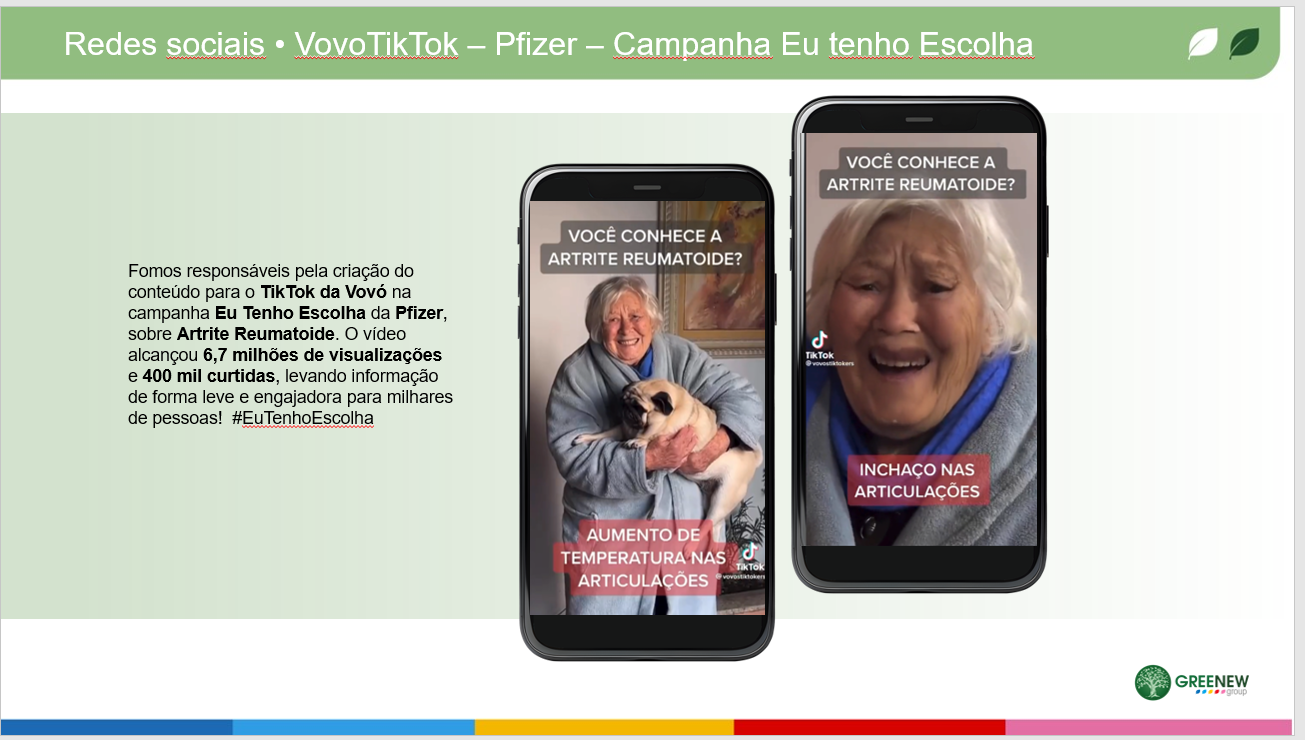 Redes sociais • VovoTikTok – Pfizer – Campanha Eu tenho Escolha
Fomos responsáveis pela criação do
conteúdo para o TikTok da Vovó na
campanha Eu Tenho Escolha da Pfizer,
sobre Artrite Reumatoide. O vídeo
alcançou 6,7 milhões de visualizações
e 400 mil curtidas, levando informação
de forma leve e engajadora para milhares
de pessoas!  #EuTenhoEscolha
VOCÊ CONHECE A
ARTRITE REUMATOIDE?
AUMENTO DE
TEMPERATURA NAS
ARTICULAÇÕES
TikTok
@vovostiktokers
VOCÊ CONHECE A
ARTRITE REUMATOIDE?
TikTok
@vovostiktokers
INCHAÇO NAS
ARTICULAÇÕES
GREENEW
group